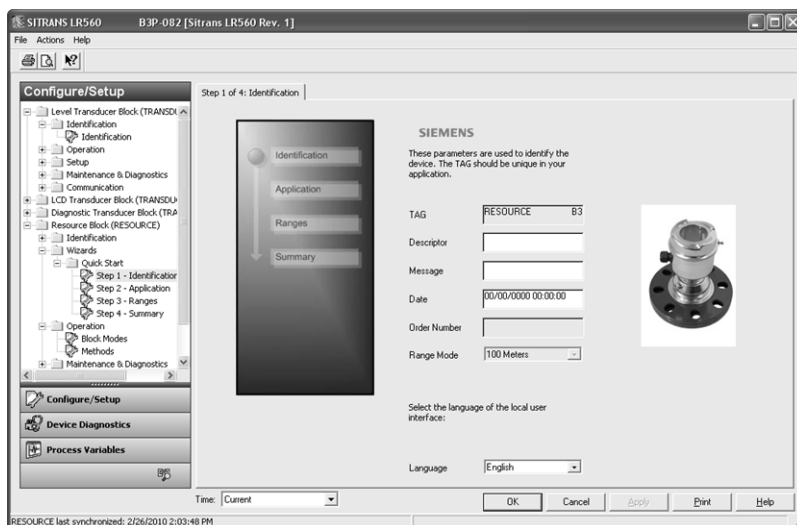 SITRANS LR560 B3P-082 [Sitrans LR560 Rev. 1]
File Actions Help
Configure/Setup
Level Transducer Block (TRANSDU
Identification
Identification
Operation
Setup
Maintenance & Diagnostics
Communication
LCD Transducer Block (TRANSDU
Diagnostic Transducer Block (TRA
Resource Block (RESOURCE)
Identification
Wizards
Quick Start
Step 1 - Identification
Step 2 - Application
Step 3 - Ranges
Step 4 - Summary
Operation
Block Modes
Methods
Maintenance & Diagnostics
Configure/Setup
Device Diagnostics
Process Variables
Step 1 of 4: Identification
Identification
Application
Ranges
Summary
SIEMENS
These parameters are used to identify the
device. The TAG should be unique in your
application.
TAG RESOURCE B3
Descriptor
Message
Date 00/00/0000 00:00:00
Order Number
Range Mode 100 Meters
Select the language of the local user
interface:
Language English
Time: Current
OK Cancel Apply Print Help
RESOURCE last synchronized: 2/26/2010 2:03:48 PM